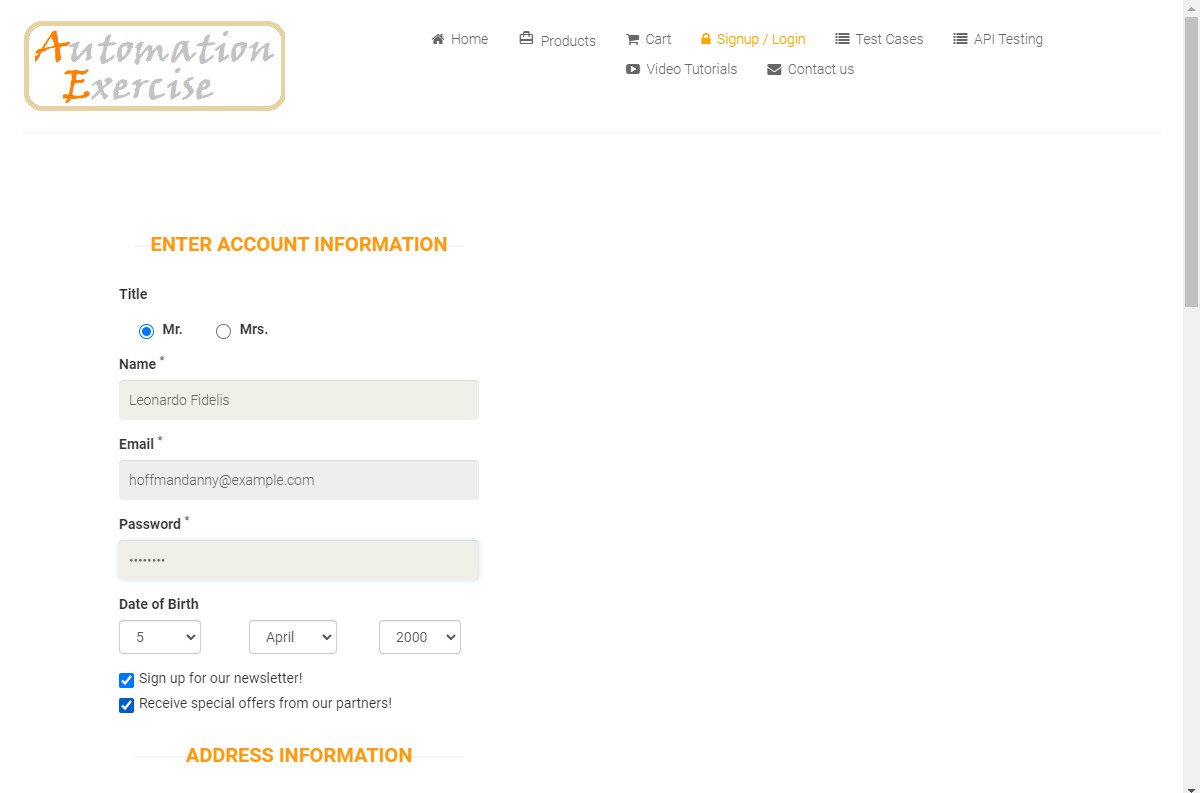 Automation
Exercise
Home
Products
Cart
Signup / Login
Test Cases
API Testing
Video Tutorials
Contact us
ENTER ACCOUNT INFORMATION
Title
Mr.
Mrs.
Name *
Leonardo Fidelis
Email *
hoffmandanny@example.com
Password *
••••••••
Date of Birth
5 April 2000
Sign up for our newsletter!
Receive special offers from our partners!
ADDRESS INFORMATION